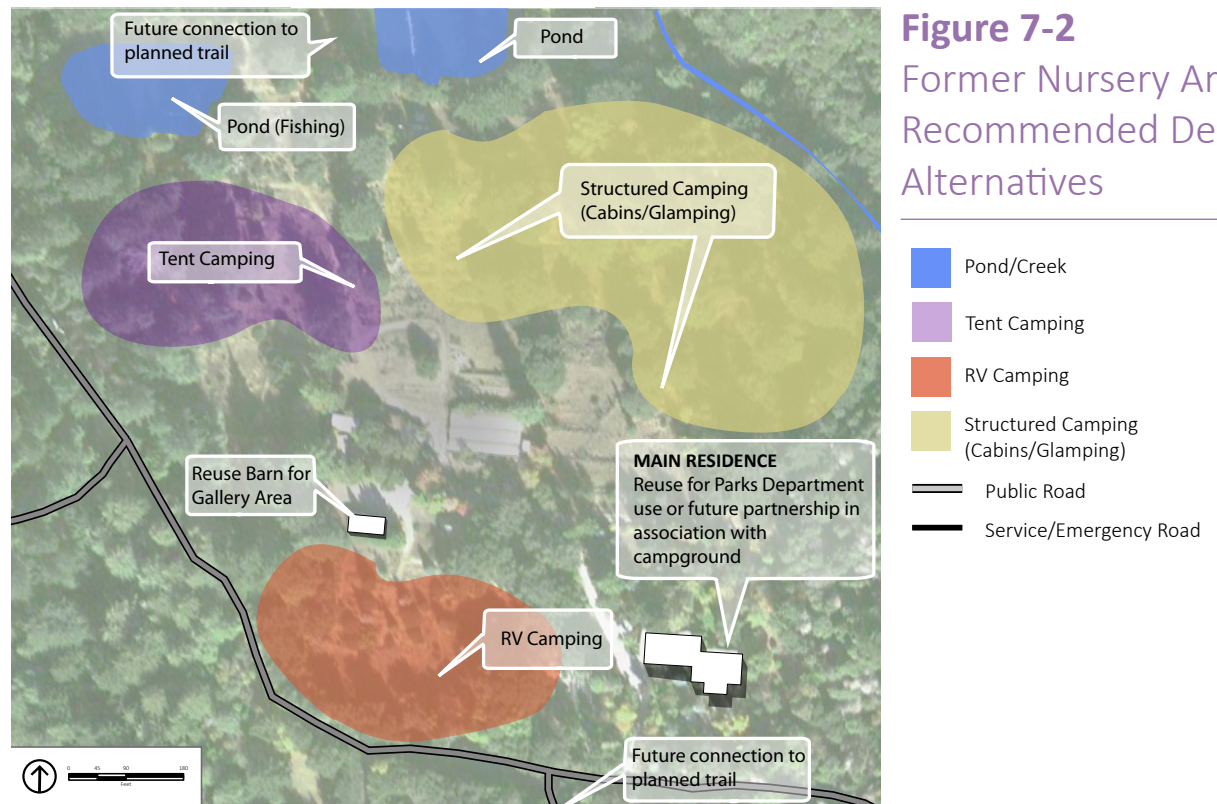 Future connection to
planned trail
Pond
Pond (Fishing)
Structured Camping
(Cabins/Glamping)
Tent Camping
Reuse Barn for
Gallery Area
MAIN RESIDENCE
Reuse for Parks Department
use or future partnership in
association with
campground
RV Camping
Future connection to
planned trail
0 45 90 180
Feet
Figure 7-2
Former Nursery Ar
Recommended De
Alternatives
Pond/Creek
Tent Camping
RV Camping
Structured Camping
(Cabins/Glamping)
Public Road
Service/Emergency Road